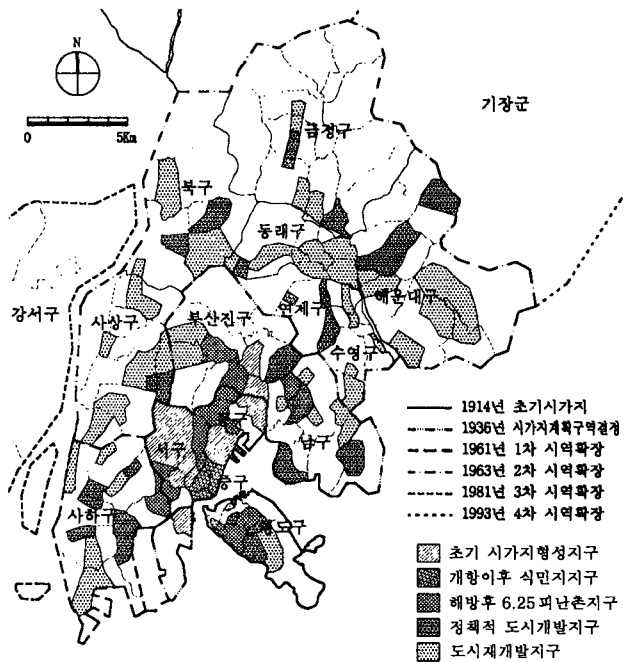 N
0 5Km
기장군
금정구
북구
동래구
강서구
해운대구
사상구
부산진구
연제구
수영구
서구
남구
중구
사하구
영도구
1914년 초기시가지
1936년 시가지계획구역결정
1961년 1차 시역확장
1963년 2차 시역확장
1981년 3차 시역확장
1993년 4차 시역확장
초기 시가지형성지구
개항이후 식민지지구
해방후 6.25피난촌지구
정책적 도시개발지구
도시재개발지구